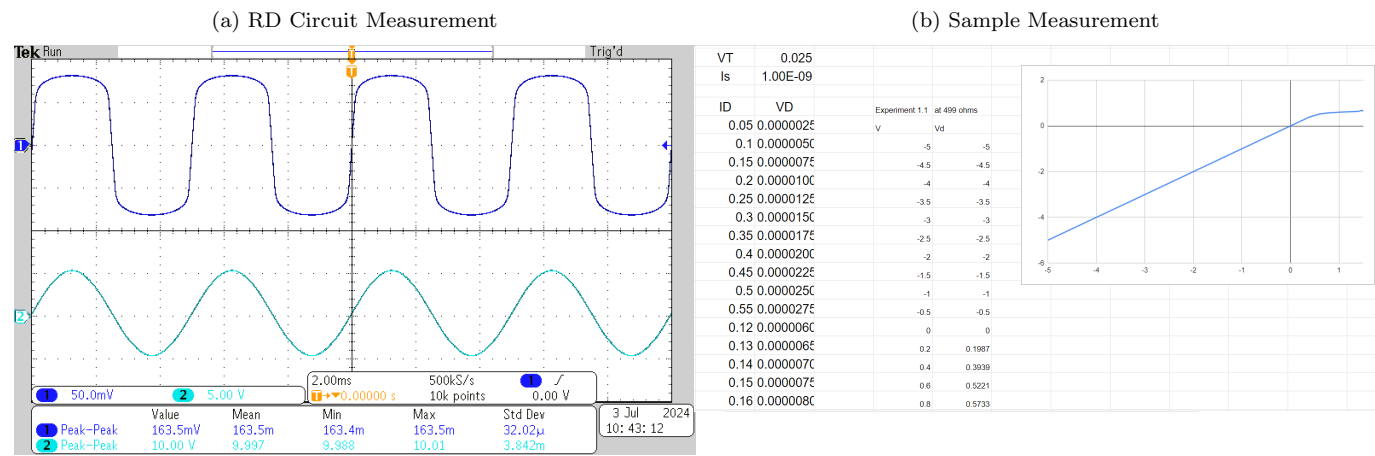 (a) RD Circuit Measurement
(b) Sample Measurement
Tek Run
Trig'd
T
T
1
2
2.00ms 500kS/s 1 ∫
T→▼0.00000 s 10k points 0.00 V
1 50.0mV 2 5.00 V
Value Mean Min Max Std Dev
1 Peak-Peak 163.5mV 163.5m 163.4m 163.5m 32.02µ
2 Peak-Peak 10.00 V 9.997 9.988 10.01 3.842m
3 Jul 2024
10:43:12
VT 0.025
Is 1.00E-09
ID VD
0.05 0.0000025
0.1 0.0000050
0.15 0.0000075
0.2 0.0000100
0.25 0.0000125
0.3 0.0000150
0.35 0.0000175
0.4 0.0000200
0.45 0.0000225
0.5 0.0000250
0.55 0.0000275
0.12 0.0000060
0.13 0.0000065
0.14 0.0000070
0.15 0.0000075
0.16 0.0000080
Experiment 1.1 at 499 ohms
V Vd
-5 -5
-4.5 -4.5
-4 -4
-3.5 -3.5
-3 -3
-2.5 -2.5
-2 -2
-1.5 -1.5
-1 -1
-0.5 -0.5
0 0
0.2 0.1987
0.4 0.3939
0.6 0.5221
0.8 0.5733
2
0
-2
-4
-6
-5 -4 -3 -2 -1 0 1